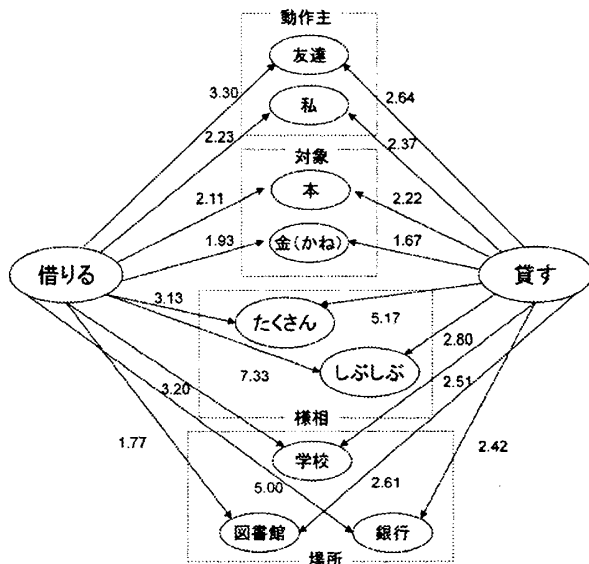 動作主
友達
3.30
2.64
私
2.23
2.37
対象
本
2.11
2.22
金(かね)
1.93
1.67
借りる
貸す
3.13
たくさん
5.17
しぶしぶ
2.80
7.33
3.20
2.51
様相
学校
1.77
2.42
5.00
2.61
図書館
銀行
場所